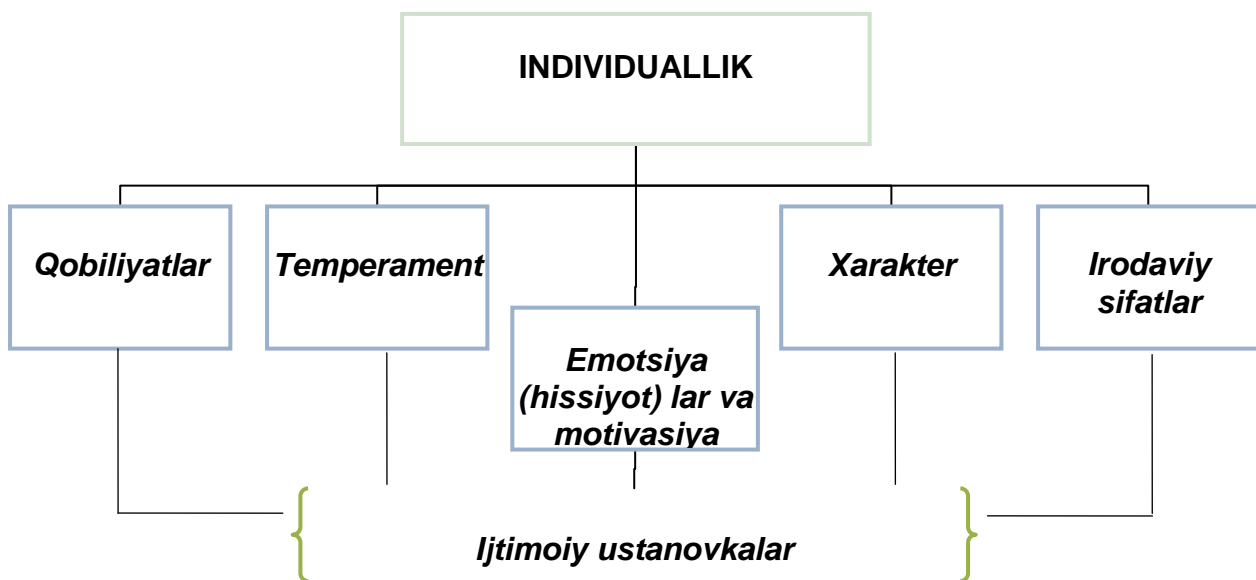 INDIVIDUALLIK
Qobiliyatlar
Temperament
Emotsiya
(hissiyot) lar va
motivasiya
Xarakter
Irodaviy
sifatlar
Ijtimoiy ustanovkalar